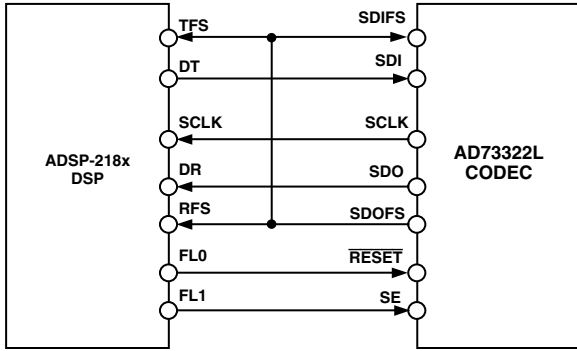 TFS
SDIFS
DT
SDI
SCLK
SCLK
ADSP-218x
DSP
AD73322L
CODEC
DR
SDO
RFS
SDOFS
FL0
RESET
FL1
SE